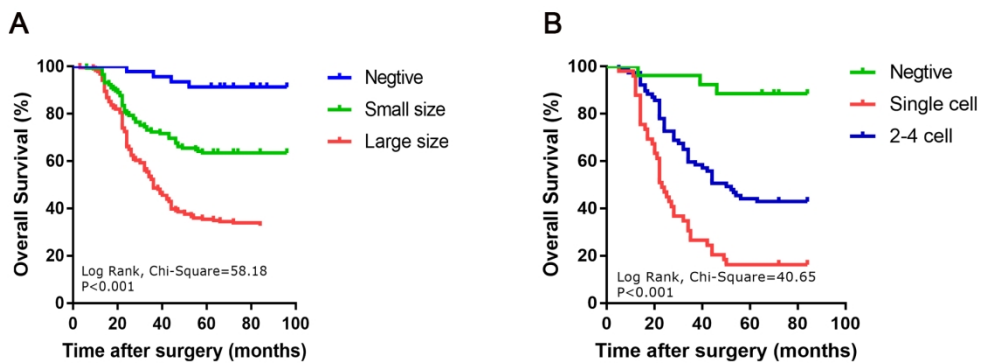 A
B
100
80
60
40
20
0
Overall Survival (%)
0 20 40 60 80 100
Time after surgery (months)
Log Rank, Chi-Square=58.18
P<0.001
Negtive
Small size
Large size
100
80
60
40
20
0
Overall Survival (%)
0 20 40 60 80 100
Time after surgery (months)
Log Rank, Chi-Square=40.65
P<0.001
Negtive
Single cell
2-4 cell